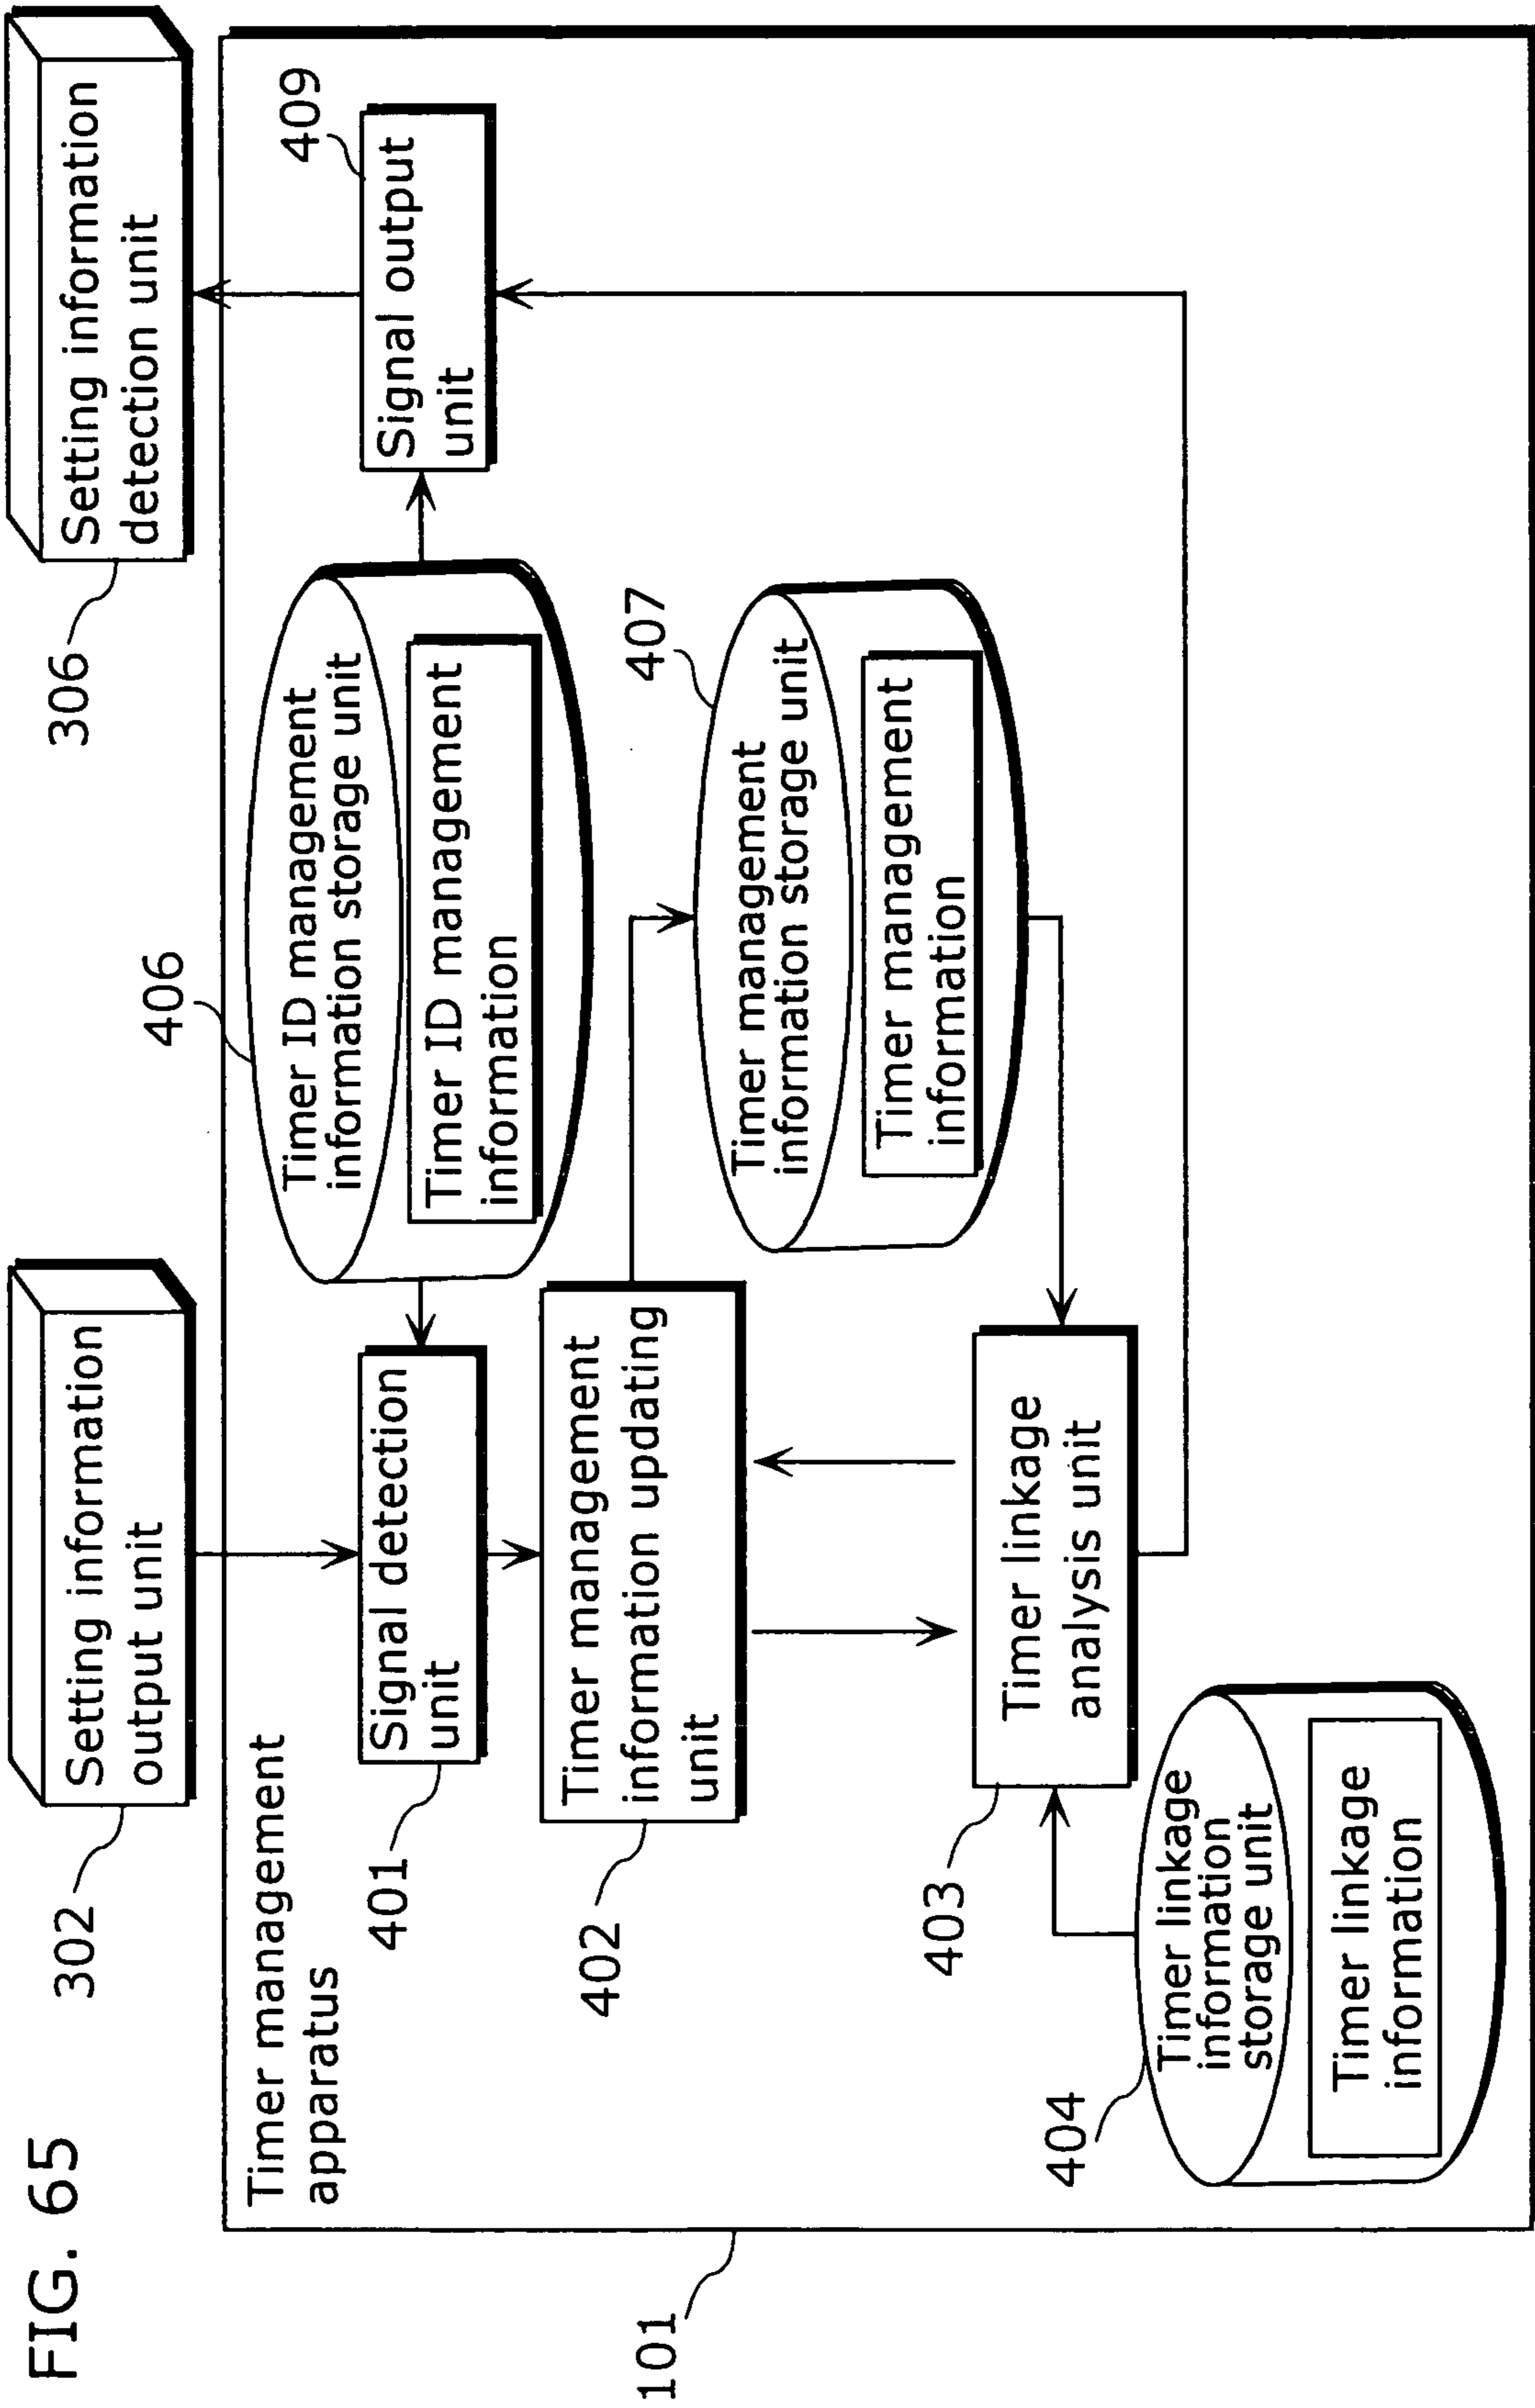 FIG. 65
302
Setting information
output unit
306
Setting information
detection unit
101
Timer management
apparatus
406
Timer ID management
information storage unit
Timer ID management
information
401
Signal detection
unit
409
Signal output
unit
402
Timer management
information updating
unit
407
Timer management
information storage unit
Timer management
information
403
Timer linkage
analysis unit
404
Timer linkage
information
storage unit
Timer linkage
information